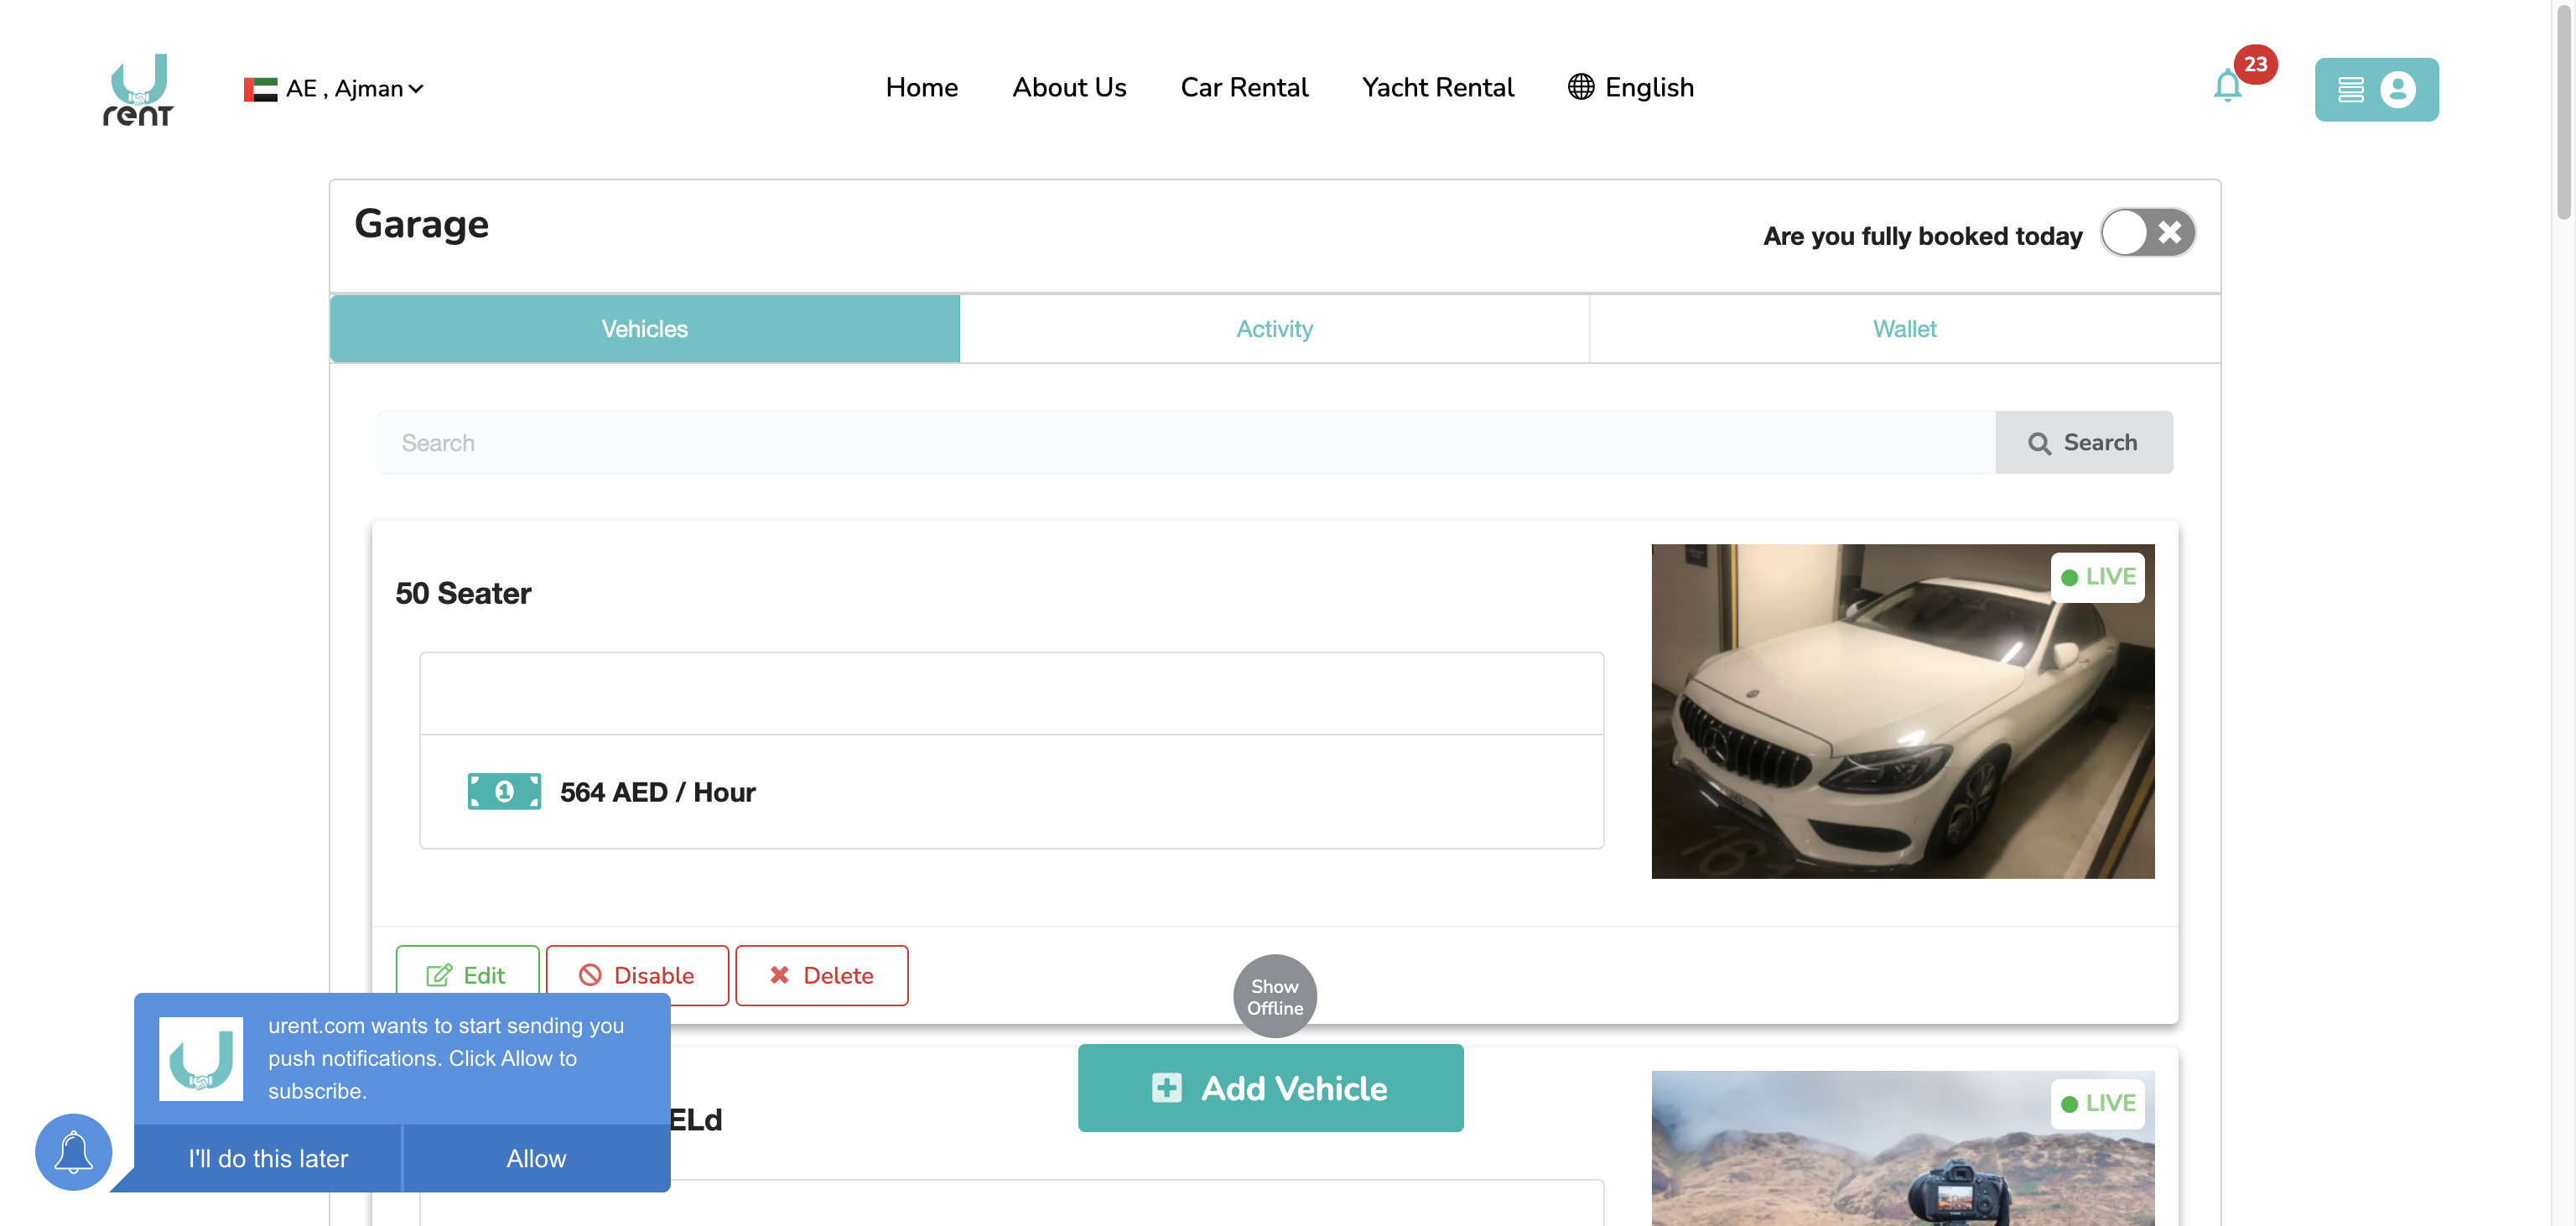 rent
AE , Ajman
Home
About Us
Car Rental
Yacht Rental
English
23
Garage
Are you fully booked today
Vehicles
Activity
Wallet
Search
Search
50 Seater
LIVE
564 AED / Hour
Edit
Disable
Delete
Show
Offline
urent.com wants to start sending you
push notifications. Click Allow to
subscribe.
I'll do this later
Allow
ELd
Add Vehicle
LIVE